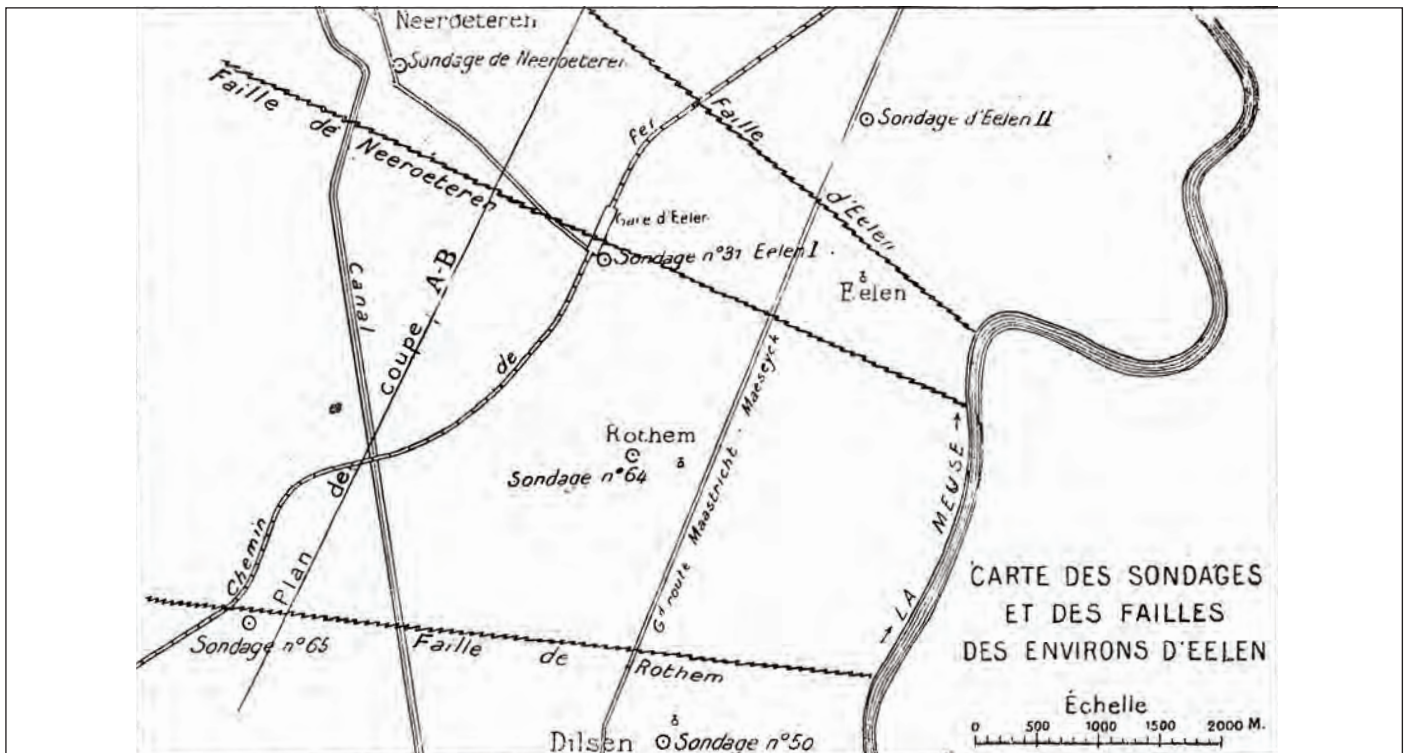 Neeroeteren
Sondage de Neeroeteren
Faille de Neeroeteren
Faille d'Eelen
Sondage d'Eelen II
Fer
Gare d'Eelen
Sondage n°31 Eelen I
Eelen
Canal
Plan de coupe A-B
Chemin de
Rothem
Sondage n°64
Gd route Maastricht Maeseyck
LA MEUSE
Sondage n°65
Faille de Rothem
Dilsen
Sondage n°50
CARTE DES SONDAGES
ET DES FAILLES
DES ENVIRONS D'EELEN
Échelle
0 500 1000 1500 2000 M.